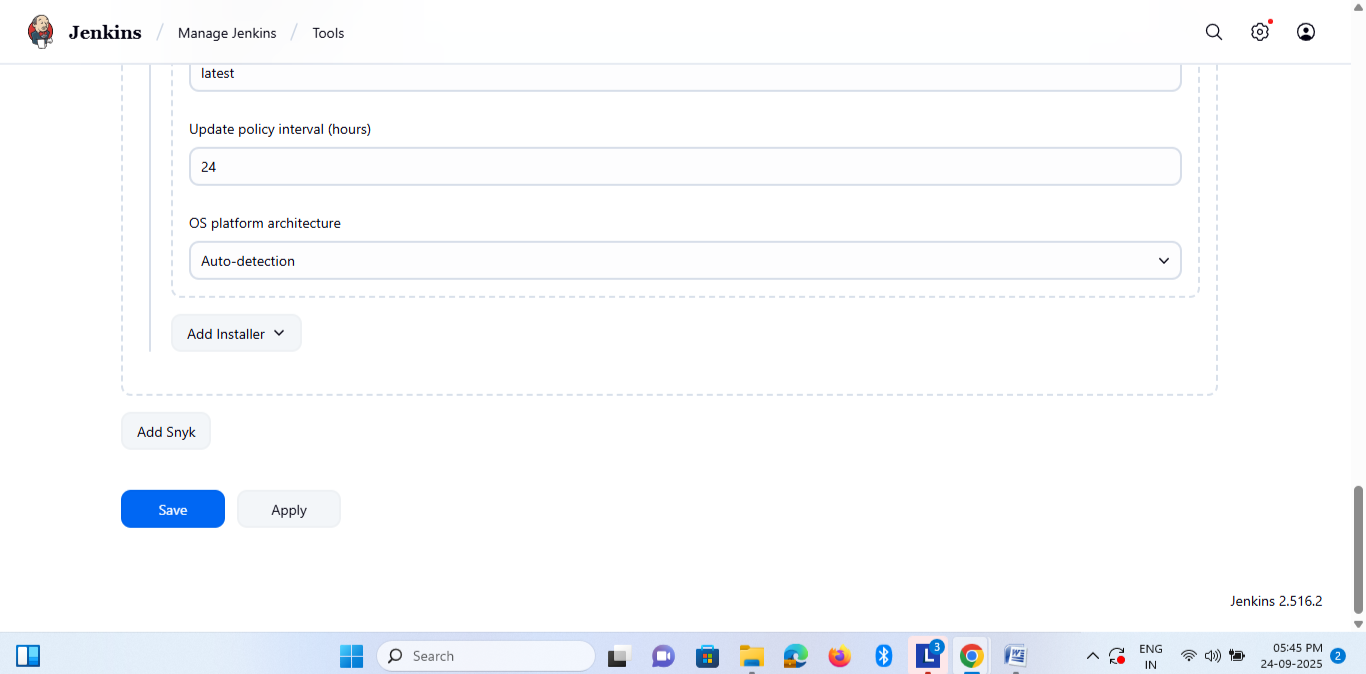 Jenkins / Manage Jenkins / Tools
latest
Update policy interval (hours)
24
OS platform architecture
Auto-detection
Add Installer
Add Snyk
Save Apply
Jenkins 2.516.2
Search
3
ENG
IN
05:45 PM
24-09-2025
2